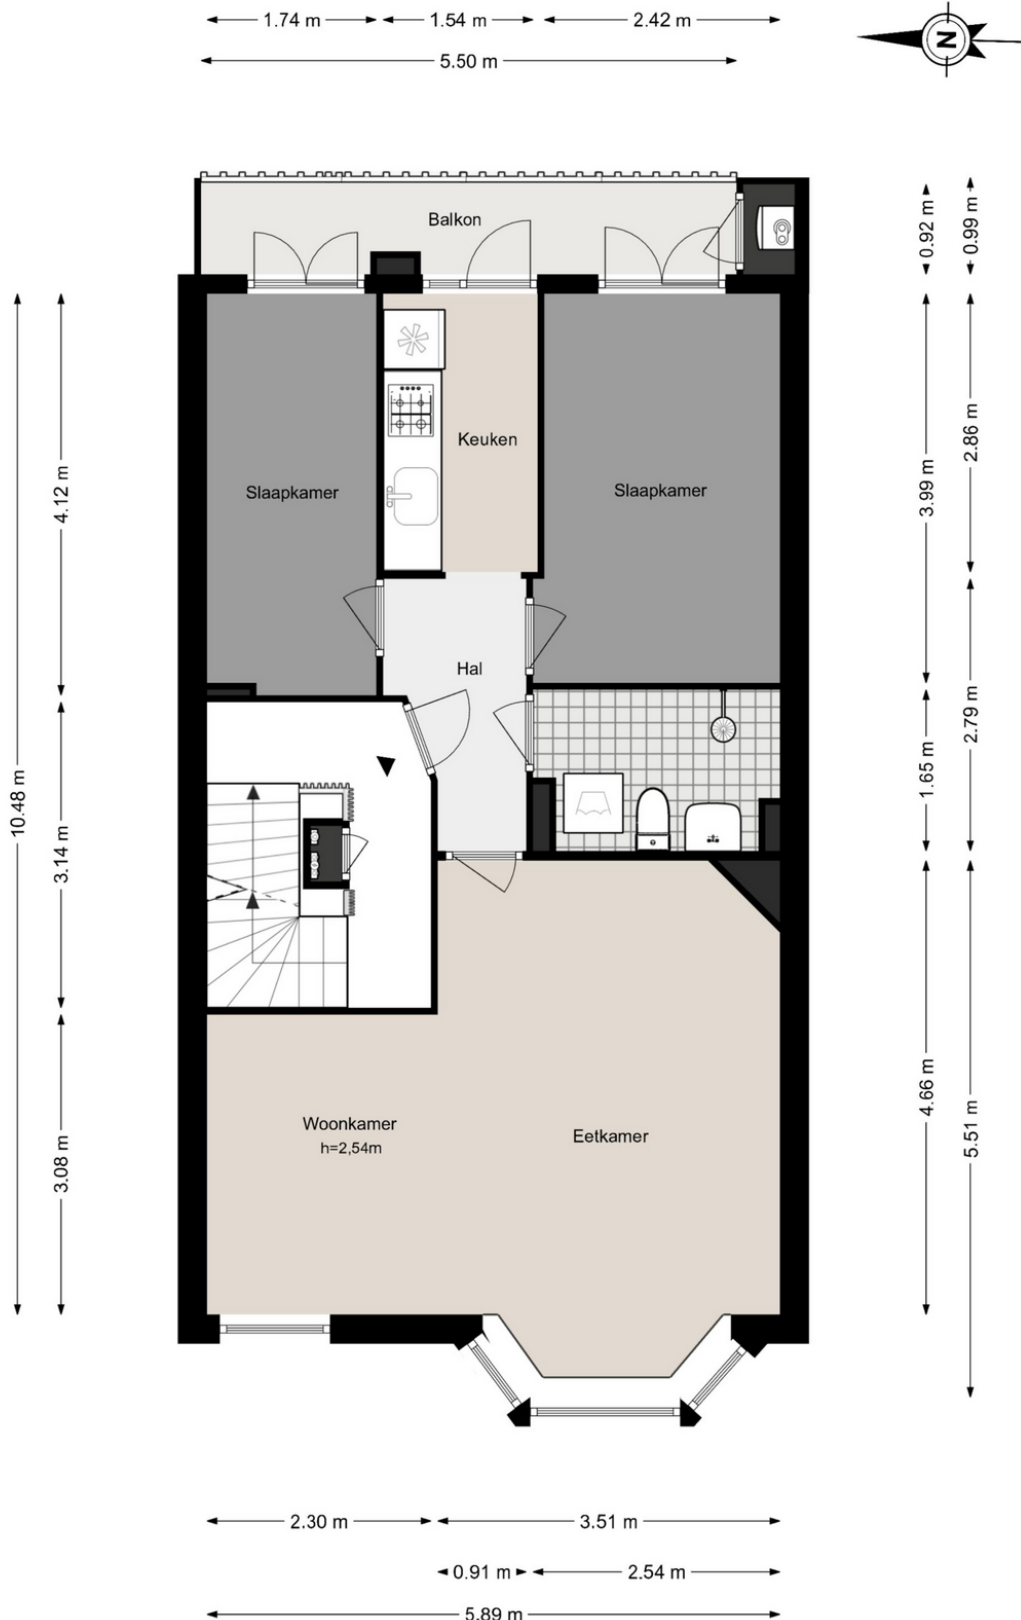 1.74 m
1.54 m
2.42 m
5.50 m
N
Balkon
0.92 m
0.99 m
Keuken
Slaapkamer
Slaapkamer
4.12 m
3.99 m
2.86 m
Hal
10.48 m
3.14 m
1.65 m
2.79 m
Woonkamer
h=2,54m
Eetkamer
3.08 m
4.66 m
5.51 m
2.30 m
3.51 m
0.91 m
2.54 m
5.89 m